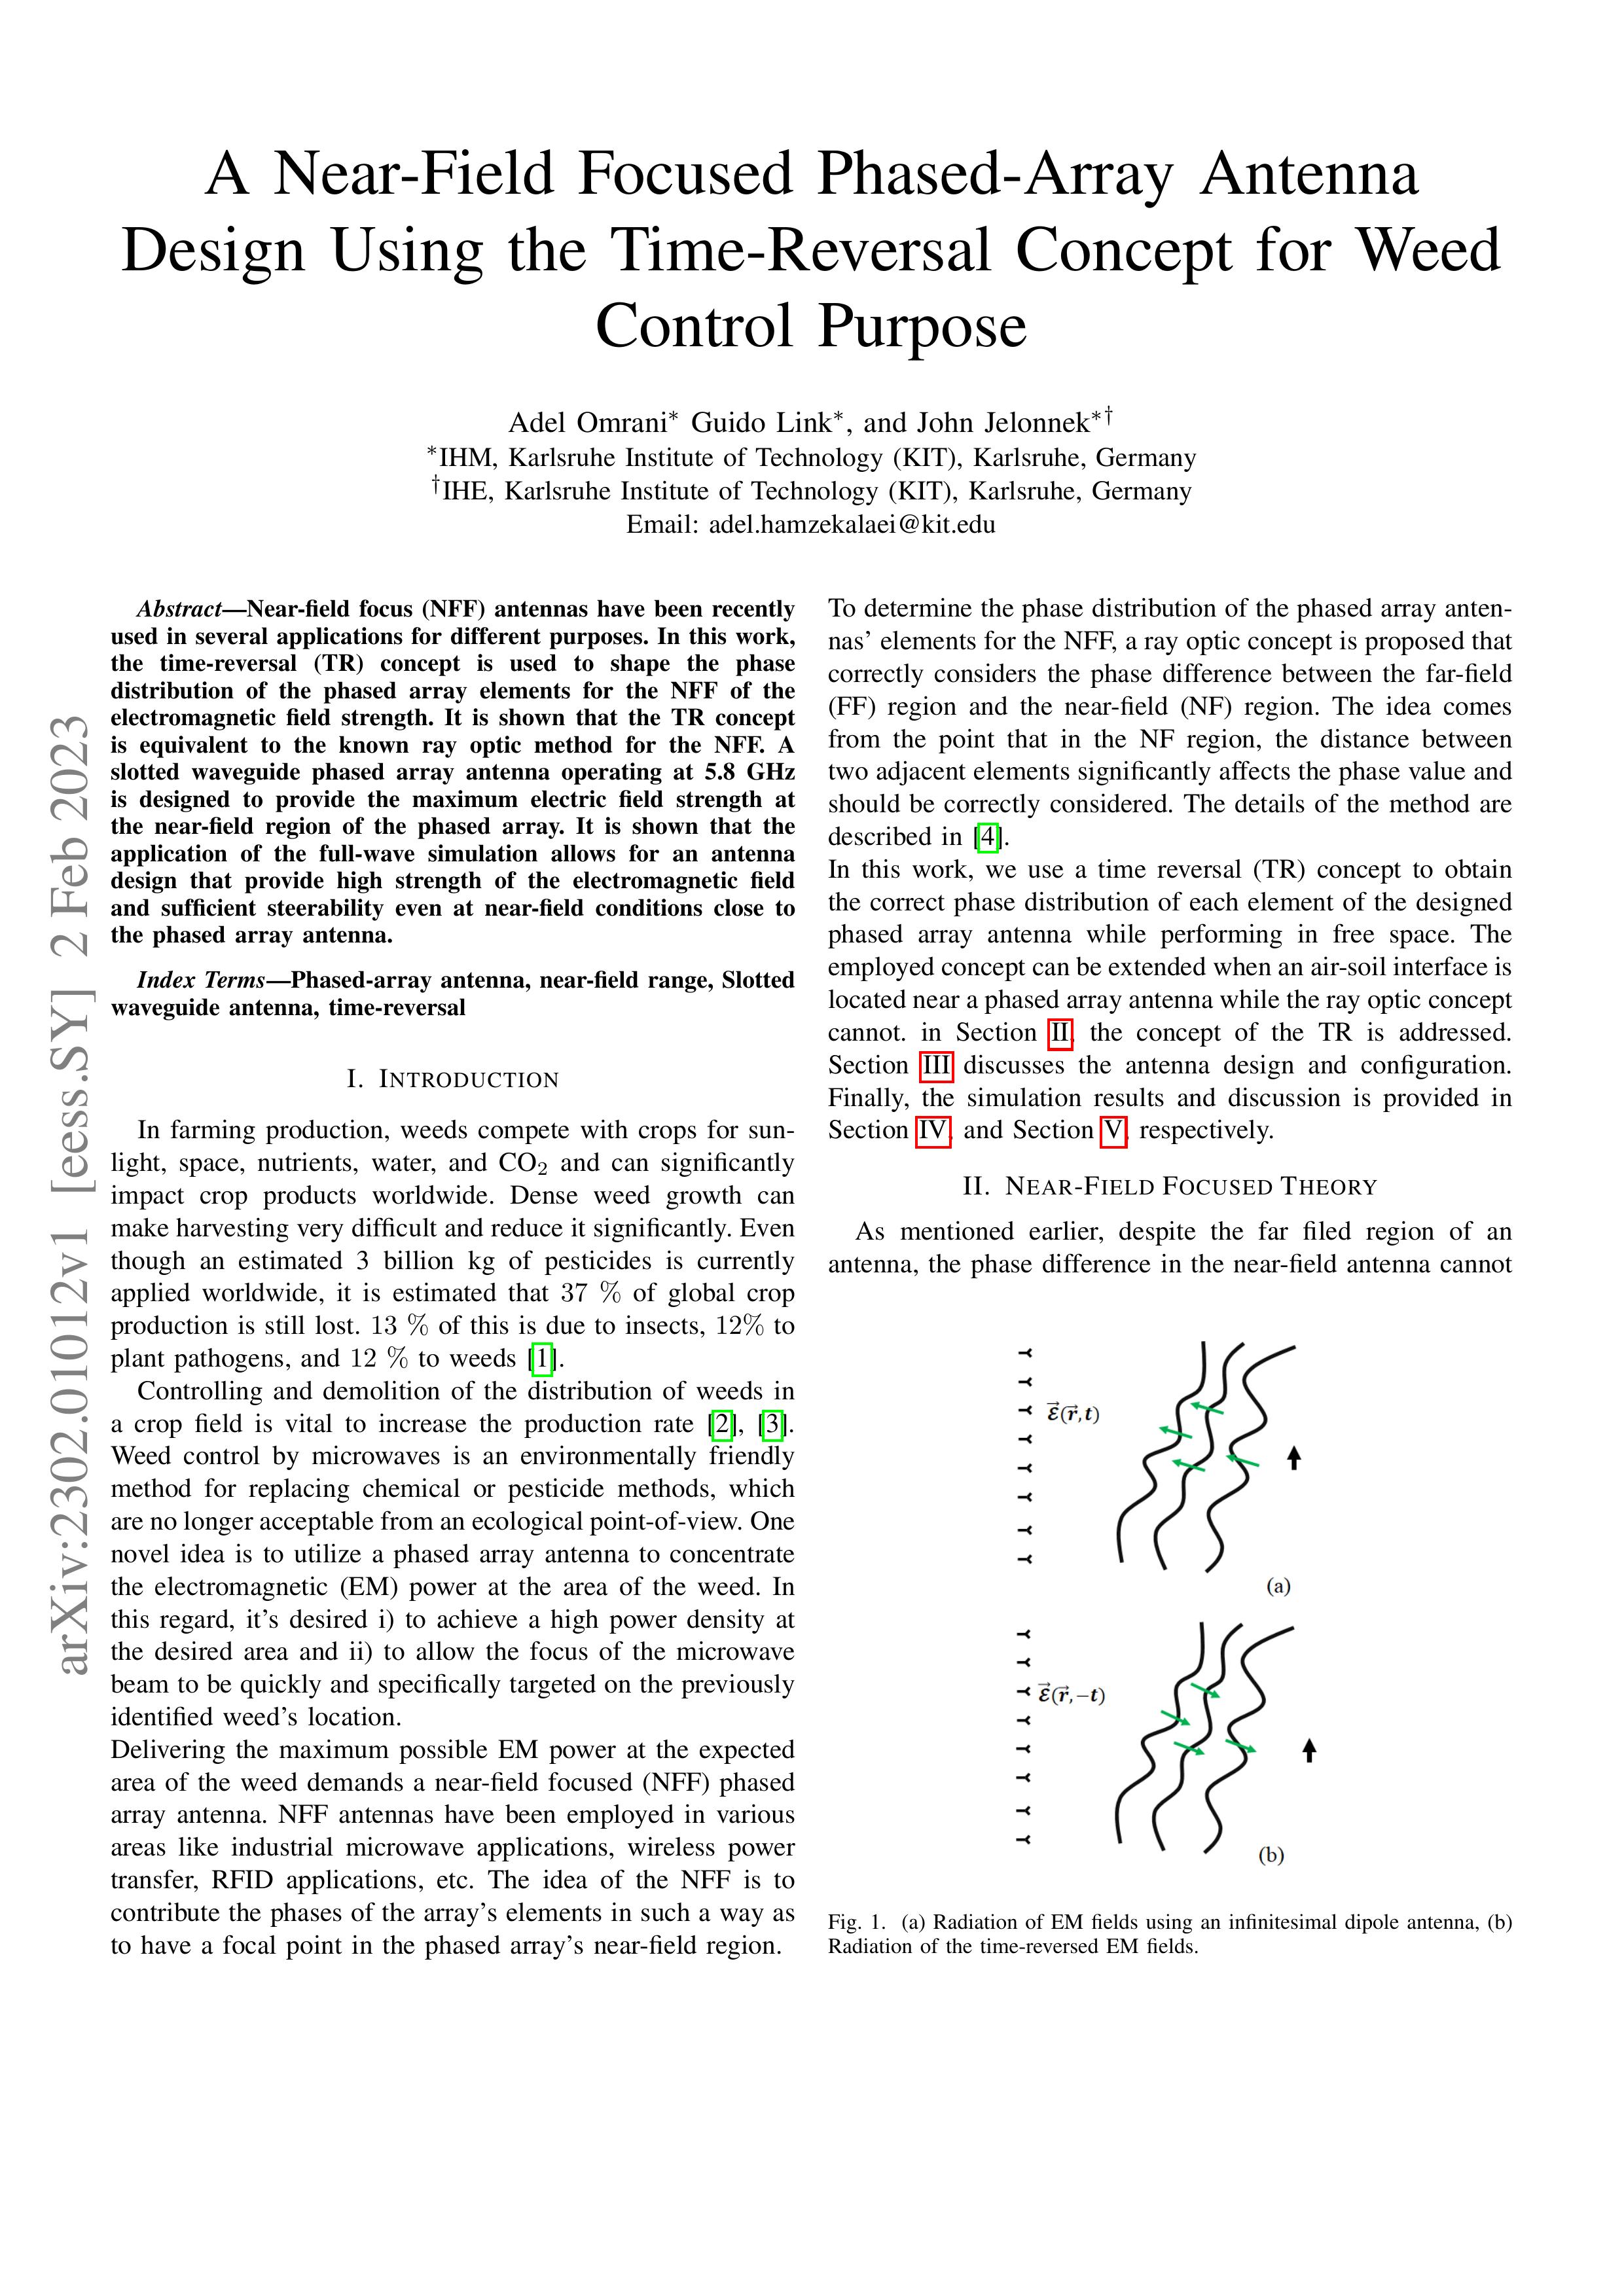 A Near-Field Focused Phased-Array Antenna
Design Using the Time-Reversal Concept for Weed
Control Purpose
Adel Omrani* Guido Link*, and John Jelonnek*†
*IHM, Karlsruhe Institute of Technology (KIT), Karlsruhe, Germany
†IHE, Karlsruhe Institute of Technology (KIT), Karlsruhe, Germany
Email: adel.hamzekalaei@kit.edu
arXiv:2302.01012v1 [eess.SY] 2 Feb 2023
Abstract—Near-field focus (NFF) antennas have been recently
used in several applications for different purposes. In this work,
the time-reversal (TR) concept is used to shape the phase
distribution of the phased array elements for the NFF of the
electromagnetic field strength. It is shown that the TR concept
is equivalent to the known ray optic method for the NFF. A
slotted waveguide phased array antenna operating at 5.8 GHz
is designed to provide the maximum electric field strength at
the near-field region of the phased array. It is shown that the
application of the full-wave simulation allows for an antenna
design that provide high strength of the electromagnetic field
and sufficient steerability even at near-field conditions close to
the phased array antenna.
Index Terms—Phased-array antenna, near-field range, Slotted
waveguide antenna, time-reversal
I. INTRODUCTION
In farming production, weeds compete with crops for sun-
light, space, nutrients, water, and CO₂ and can significantly
impact crop products worldwide. Dense weed growth can
make harvesting very difficult and reduce it significantly. Even
though an estimated 3 billion kg of pesticides is currently
applied worldwide, it is estimated that 37 % of global crop
production is still lost. 13 % of this is due to insects, 12% to
plant pathogens, and 12 % to weeds [1].
Controlling and demolition of the distribution of weeds in
a crop field is vital to increase the production rate [2], [3].
Weed control by microwaves is an environmentally friendly
method for replacing chemical or pesticide methods, which
are no longer acceptable from an ecological point-of-view. One
novel idea is to utilize a phased array antenna to concentrate
the electromagnetic (EM) power at the area of the weed. In
this regard, it's desired i) to achieve a high power density at
the desired area and ii) to allow the focus of the microwave
beam to be quickly and specifically targeted on the previously
identified weed's location.
Delivering the maximum possible EM power at the expected
area of the weed demands a near-field focused (NFF) phased
array antenna. NFF antennas have been employed in various
areas like industrial microwave applications, wireless power
transfer, RFID applications, etc. The idea of the NFF is to
contribute the phases of the array's elements in such a way as
to have a focal point in the phased array's near-field region.
To determine the phase distribution of the phased array anten-
nas' elements for the NFF, a ray optic concept is proposed that
correctly considers the phase difference between the far-field
(FF) region and the near-field (NF) region. The idea comes
from the point that in the NF region, the distance between
two adjacent elements significantly affects the phase value and
should be correctly considered. The details of the method are
described in [4].
In this work, we use a time reversal (TR) concept to obtain
the correct phase distribution of each element of the designed
phased array antenna while performing in free space. The
employed concept can be extended when an air-soil interface is
located near a phased array antenna while the ray optic concept
cannot. in Section II, the concept of the TR is addressed.
Section III discusses the antenna design and configuration.
Finally, the simulation results and discussion is provided in
Section IV, and Section V, respectively.
II. NEAR-FIELD FOCUSED THEORY
As mentioned earlier, despite the far filed region of an
antenna, the phase difference in the near-field antenna cannot
ℰ⃗(r⃗,t)
(a)
ℰ⃗(r⃗,−t)
(b)
Fig. 1. (a) Radiation of EM fields using an infinitesimal dipole antenna, (b)
Radiation of the time-reversed EM fields.